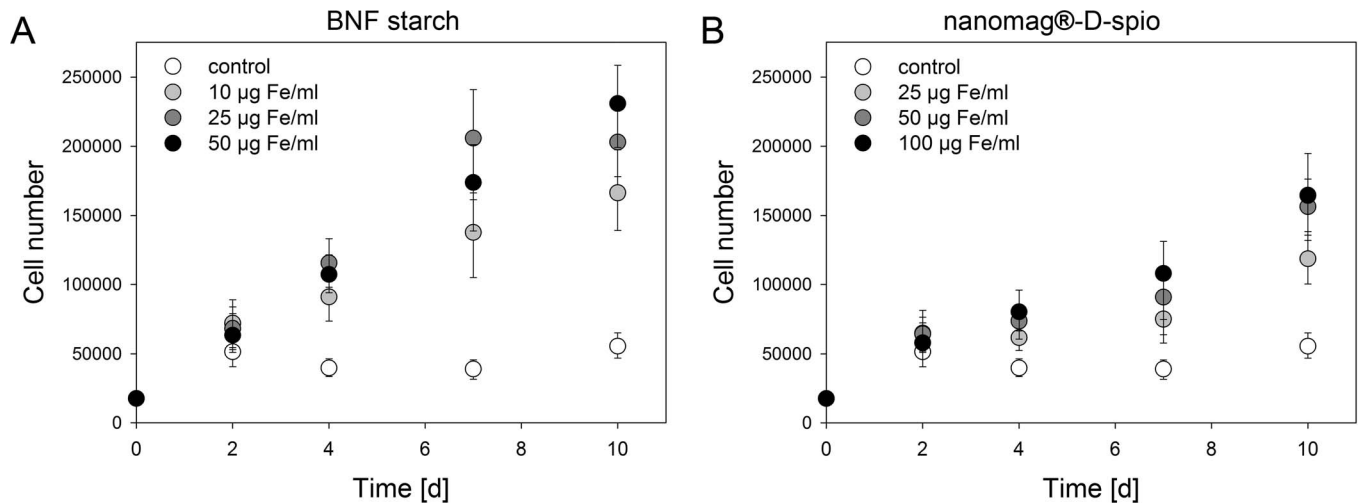 A
BNF starch
control
10 µg Fe/ml
25 µg Fe/ml
50 µg Fe/ml
Cell number
250000
200000
150000
100000
50000
0
0 2 4 6 8 10
Time [d]
B
nanomag®-D-spio
control
25 µg Fe/ml
50 µg Fe/ml
100 µg Fe/ml
Cell number
250000
200000
150000
100000
50000
0
0 2 4 6 8 10
Time [d]